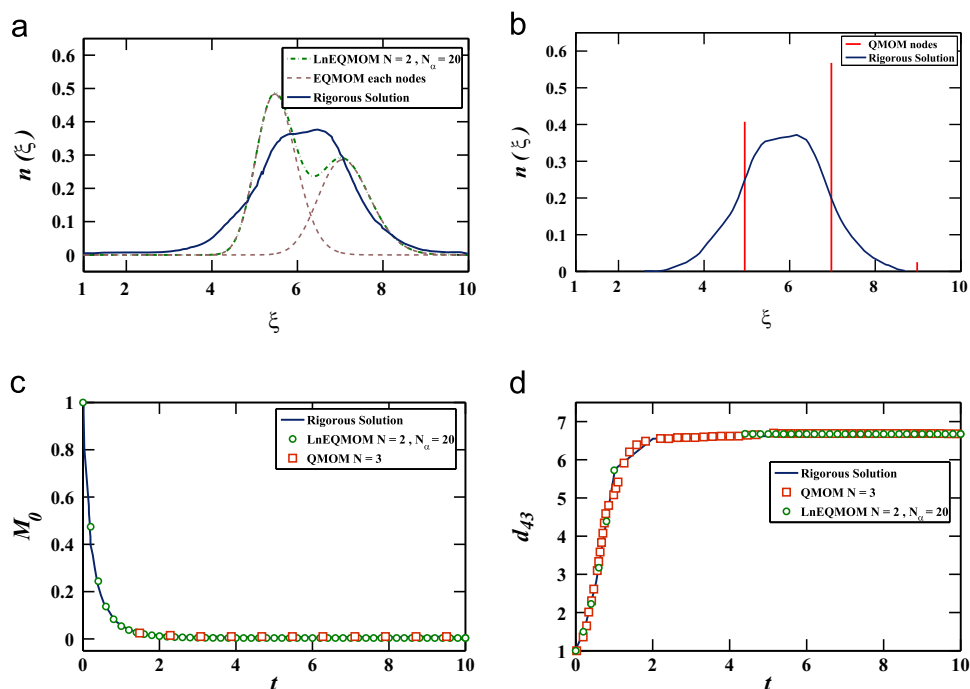 a
0.6
0.5
0.4
0.3
0.2
0.1
0
n (ξ)
LnEQMOM N = 2 , Nα = 20
EQMOM each nodes
Rigorous Solution
1 2 4 6 8 10
ξ
b
0.6
0.5
0.4
0.3
0.2
0.1
0
n (ξ)
QMOM nodes
Rigorous Solution
1 2 4 6 8 10
ξ
c
1
0.8
0.6
0.4
0.2
0
M0
Rigorous Solution
LnEQMOM N = 2 , Nα = 20
QMOM N = 3
0 2 4 6 8 10
t
d
7
6
5
4
3
2
1
d43
Rigorous Solution
QMOM N = 3
LnEQMOM N = 2 , Nα = 20
0 2 4 6 8 10
t